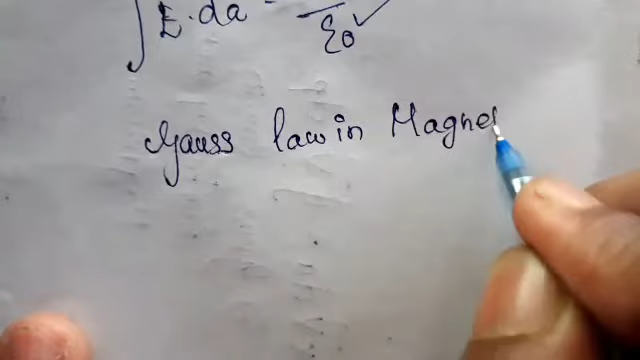 ∫E.da = ─/ε0 ✓
Gauss law in Magne